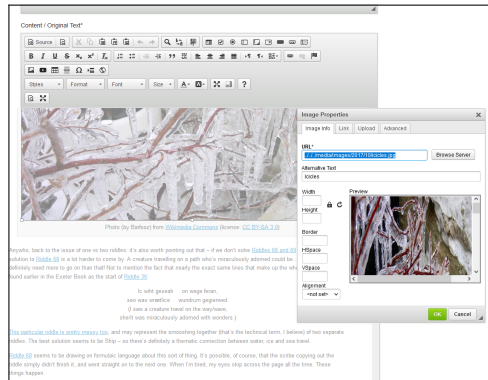 Content / Original Text*
Source
Styles Format Font Size
Photo (by Barfoor) from Wikimedia Commons (license: CC BY-SA 3.0)
Anywho, back to the issue of one vs two riddles: it's also worth pointing out that – if we don't solve Riddles 68 and 69
solution to Riddle 68 is a lot harder to come by. A creature travelling on a path who's miraculously adorned could be
definitely need more to go on than that! Not to mention the fact that nearly the exact same lines that make up the who
found earlier in the Exeter Book as the start of Riddle 36:
Ic wiht geseah on wege feran,
seo wæs wrætlice wundrum gegierwed.
(I saw a creature travel on the way/wave,
she/it was miraculously adorned with wonders.)
This particular riddle is pretty messy too, and may represent the smooshing together (that's the technical term, I believe) of two separate
riddles. The best solution seems to be Ship – so there's definitely a thematic connection between water, ice and sea travel.
Riddle 68 seems to be drawing on formulaic language about this sort of thing. It's possible, of course, that the scribe copying out the
riddle simply didn't finish it, and went straight on to the next one. When I'm tired, my eyes skip across the page all the time. These
things happen.
Image Properties
Image Info Link Upload Advanced
URL*
Browse Server
Alternative Text
Icicles
Width
Height
Border
HSpace
VSpace
Alignment
<not set>
Preview
OK Cancel